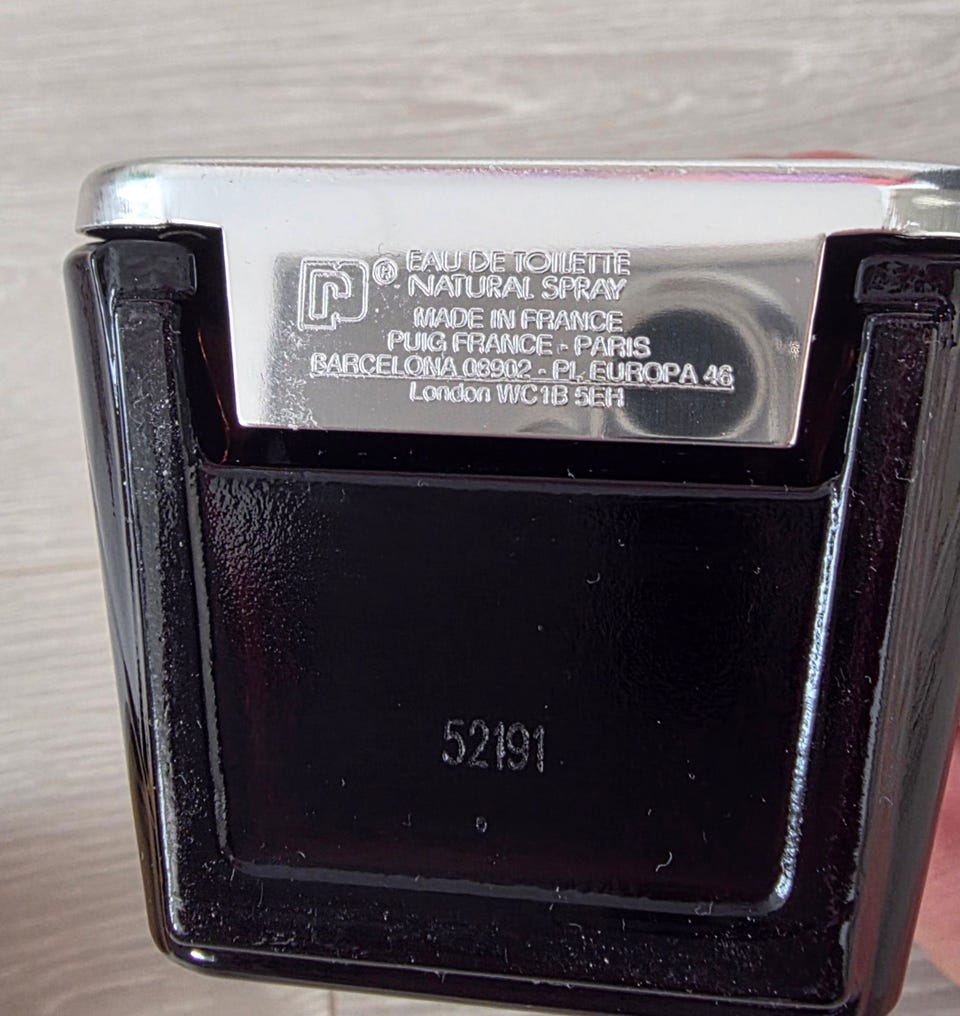 ® EAU DE TOILETTE
NATURAL SPRAY
MADE IN FRANCE
PUIG FRANCE - PARIS
BARCELONA 08902 - PL. EUROPA 46
London WC1B 5EH
52191